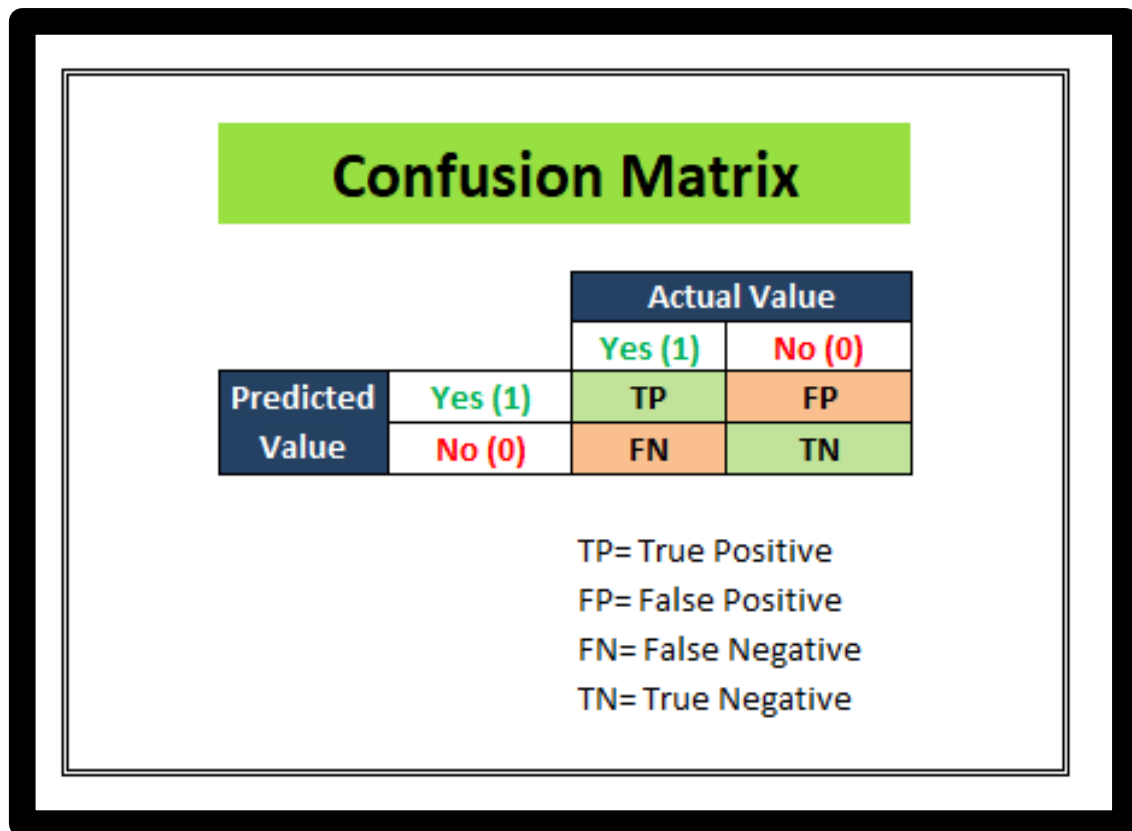 Confusion Matrix
Actual Value
Yes (1) No (0)
Predicted Value Yes (1) TP FP
No (0) FN TN
TP= True Positive
FP= False Positive
FN= False Negative
TN= True Negative